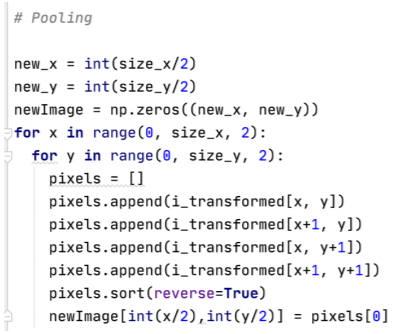 # Pooling
new_x = int(size_x/2)
new_y = int(size_y/2)
newImage = np.zeros((new_x, new_y))
for x in range(0, size_x, 2):
  for y in range(0, size_y, 2):
    pixels = []
    pixels.append(i_transformed[x, y])
    pixels.append(i_transformed[x+1, y])
    pixels.append(i_transformed[x, y+1])
    pixels.append(i_transformed[x+1, y+1])
    pixels.sort(reverse=True)
    newImage[int(x/2),int(y/2)] = pixels[0]